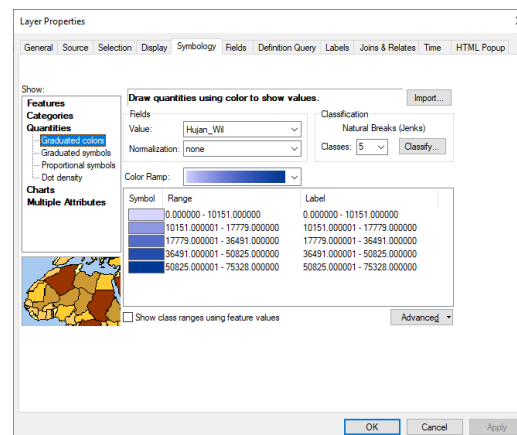 Layer Properties
General Source Selection Display Symbology Fields Definition Query Labels Joins & Relates Time HTML Popup
Show:
Features
Categories
Quantities
Graduated colors
Graduated symbols
Proportional symbols
Dot density
Charts
Multiple Attributes
Draw quantities using color to show values.
Import...
Fields
Value: Hujan_Wil
Normalization: none
Classification
Natural Breaks (Jenks)
Classes: 5 Classify...
Color Ramp:
Symbol Range Label
0.000000 - 10151.000000 0.000000 - 10151.000000
10151.000001 - 17779.000000 10151.000001 - 17779.000000
17779.000001 - 36491.000000 17779.000001 - 36491.000000
36491.000001 - 50825.000000 36491.000001 - 50825.000000
50825.000001 - 75328.000000 50825.000001 - 75328.000000
Show class ranges using feature values
Advanced
OK Cancel Apply